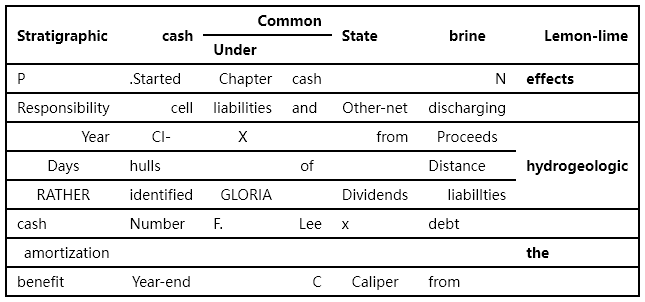 Stratigraphic cash Common State brine Lemon-lime
Under
P .Started Chapter cash N effects
Responsibility cell liabilities and Other-net discharging
Year Cl- X from Proceeds
Days hulls of Distance hydrogeologic
RATHER identified GLORIA Dividends liabillties
cash Number F. Lee x debt
amortization the
benefit Year-end C Caliper from